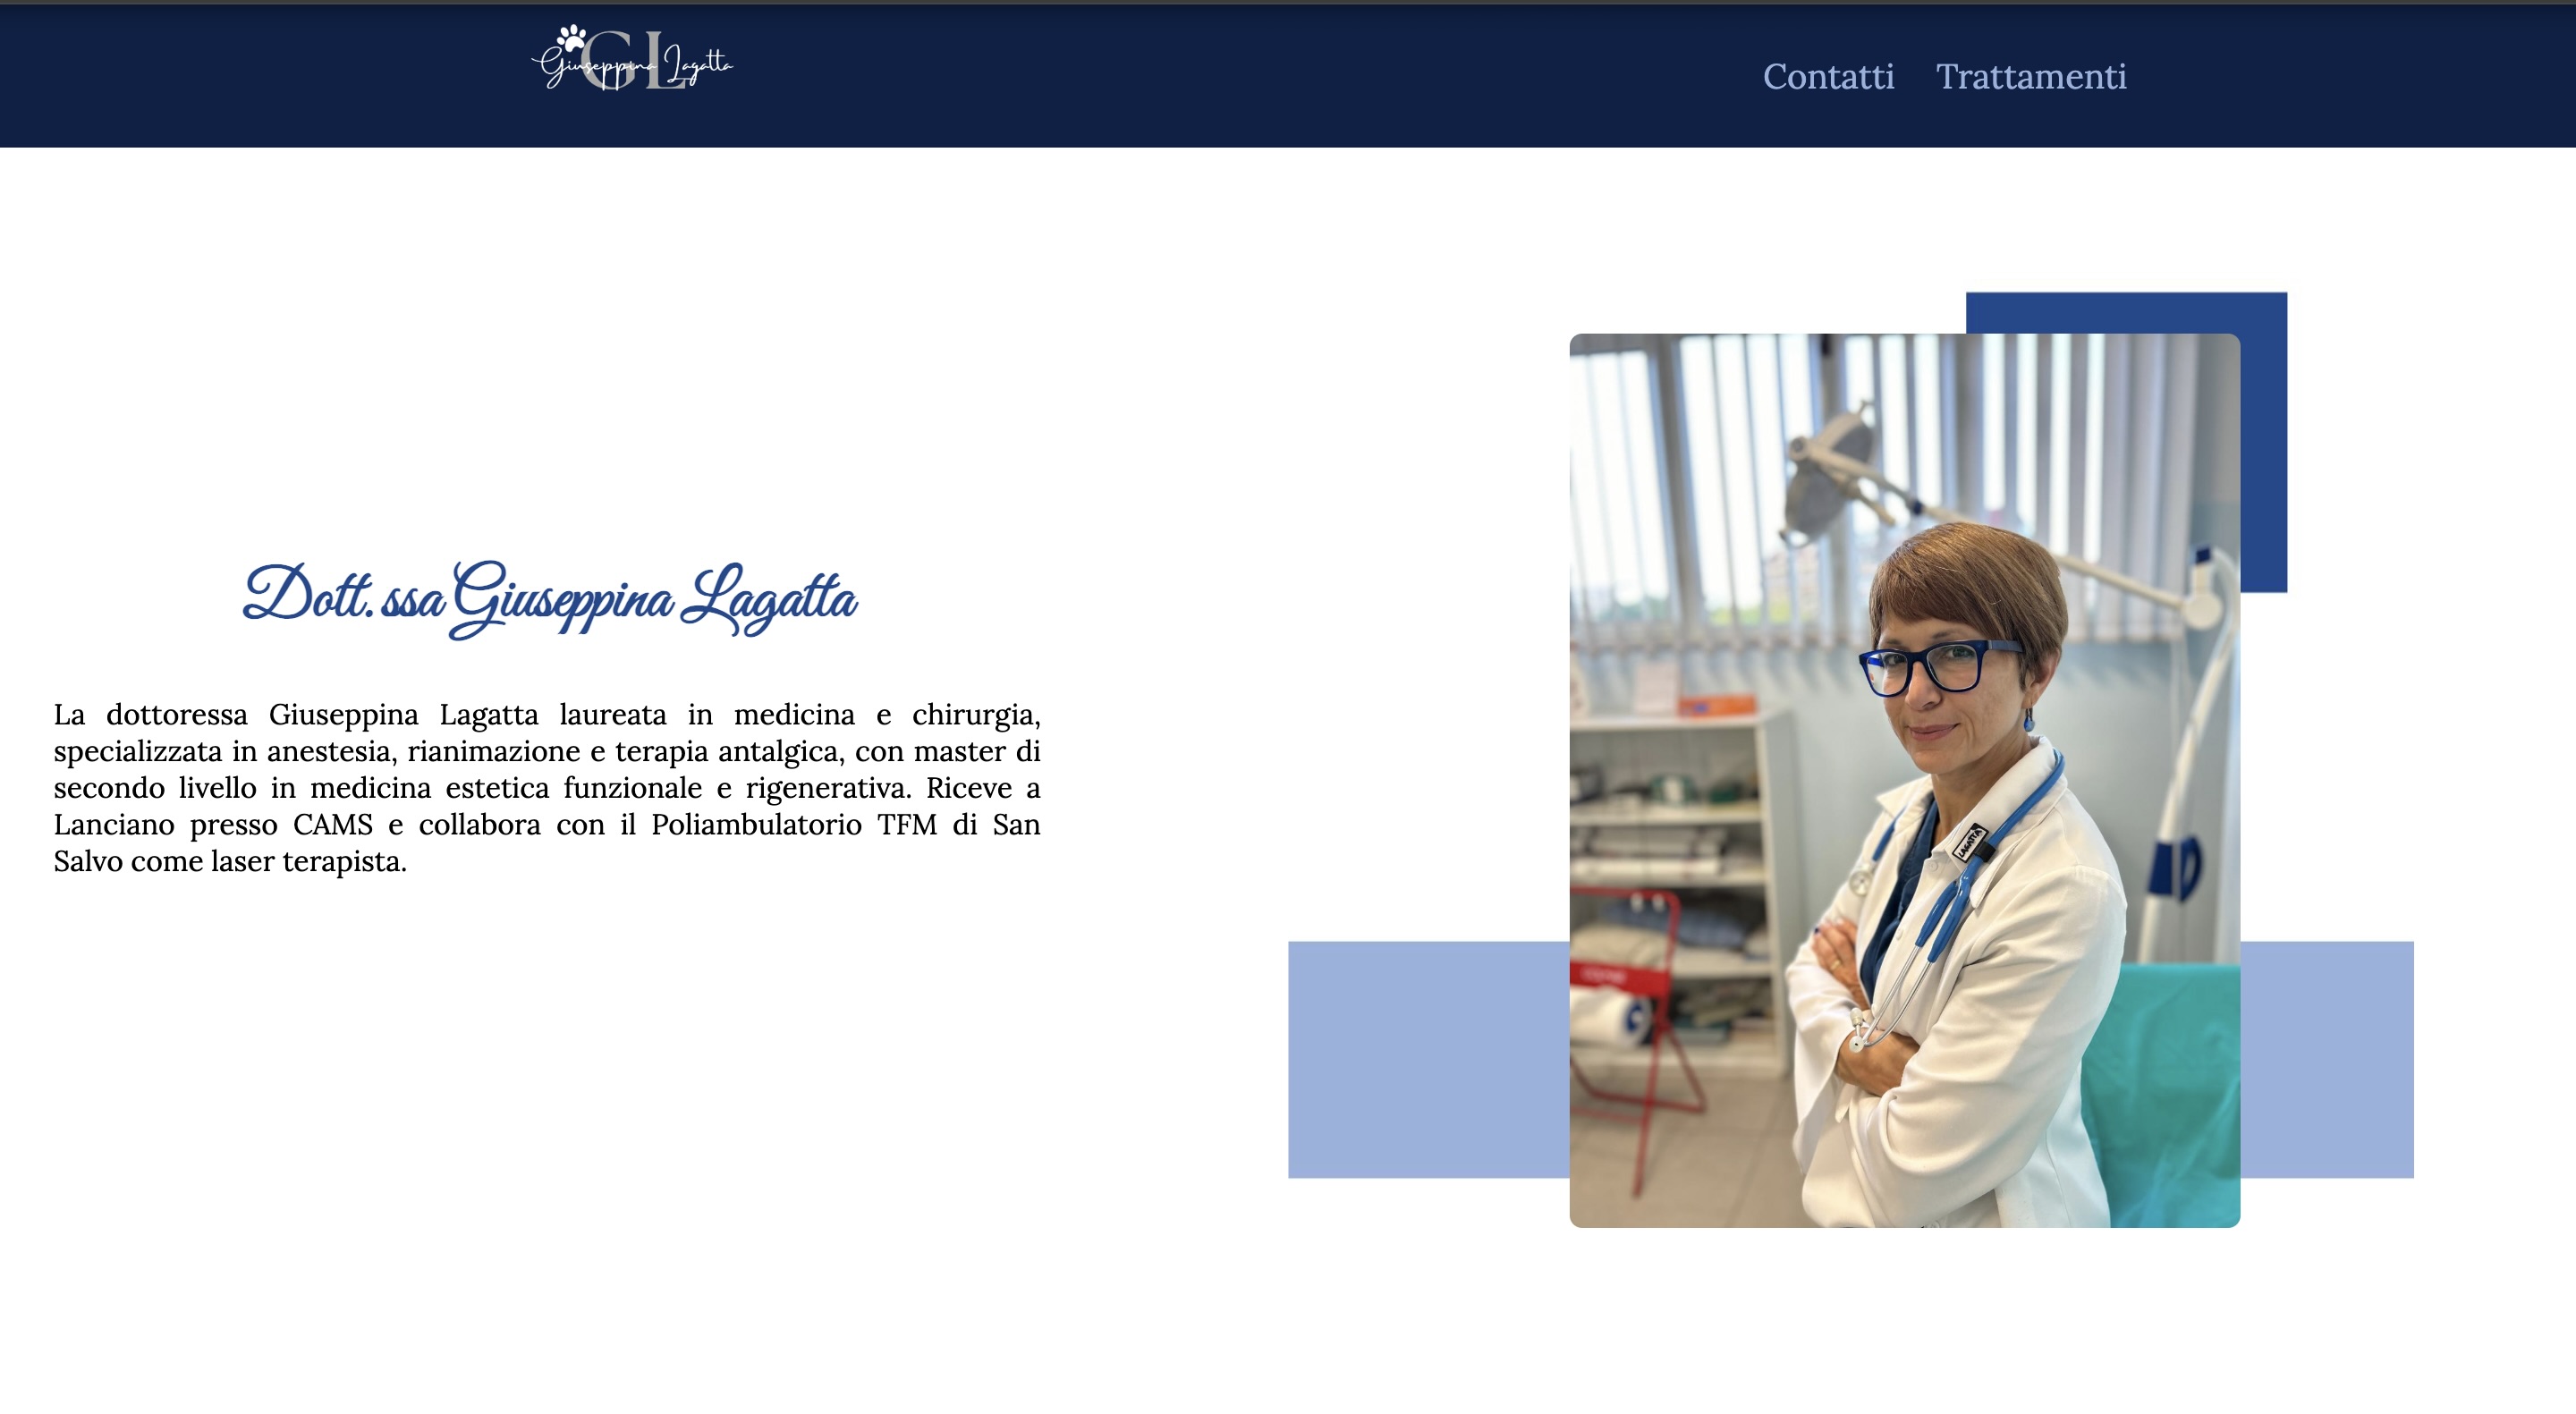 GL
Giuseppina Lagatta
Contatti Trattamenti
Dott. ssa Giuseppina Lagatta
La dottoressa Giuseppina Lagatta laureata in medicina e chirurgia,
specializzata in anestesia, rianimazione e terapia antalgica, con master di
secondo livello in medicina estetica funzionale e rigenerativa. Riceve a
Lanciano presso CAMS e collabora con il Poliambulatorio TFM di San
Salvo come laser terapista.
LAGATTA